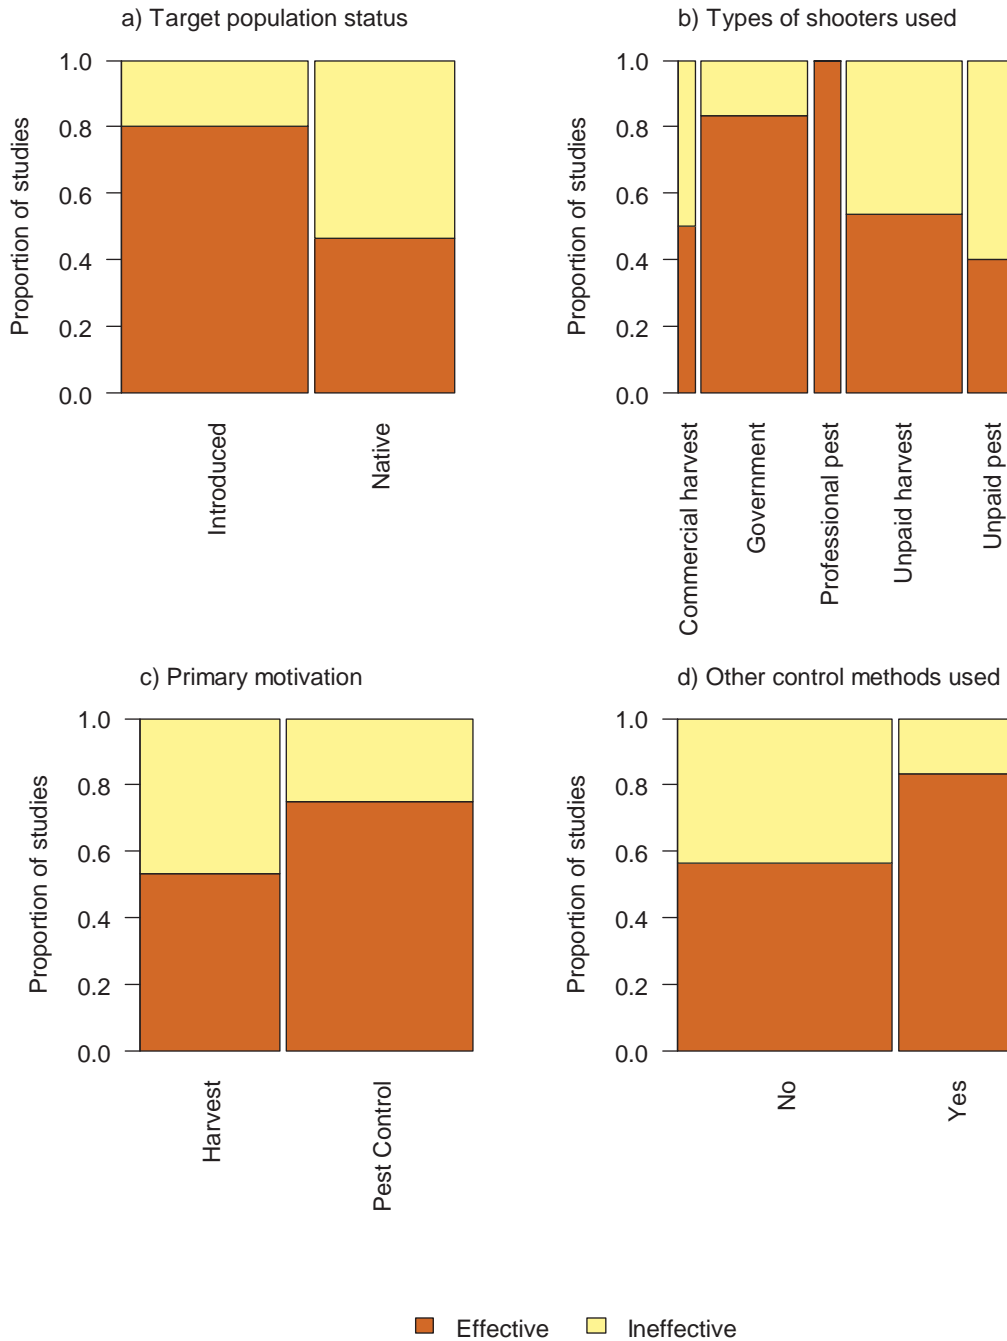 a) Target population status
1.0
0.8
0.6
0.4
0.2
0.0
Proportion of studies
Introduced
Native
b) Types of shooters used
1.0
0.8
0.6
0.4
0.2
0.0
Proportion of studies
Commercial harvest
Government
Professional pest
Unpaid harvest
Unpaid pest
c) Primary motivation
1.0
0.8
0.6
0.4
0.2
0.0
Proportion of studies
Harvest
Pest Control
d) Other control methods used
1.0
0.8
0.6
0.4
0.2
0.0
Proportion of studies
No
Yes
Effective
Ineffective